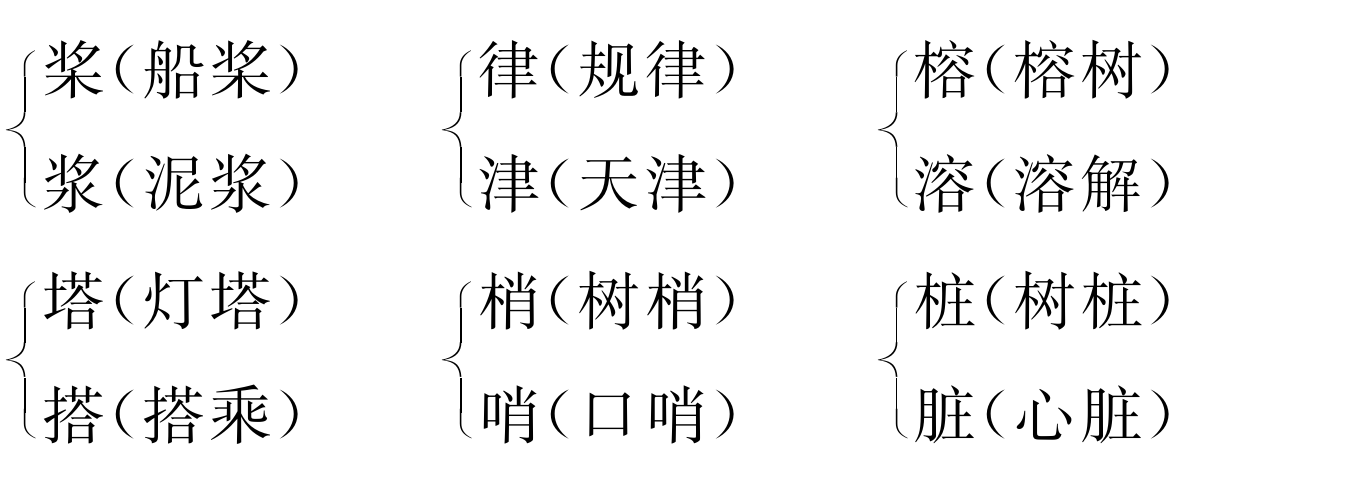 桨(船桨) 律(规律) 榕(榕树)
浆(泥浆) 津(天津) 溶(溶解)
塔(灯塔) 梢(树梢) 桩(树桩)
搭(搭乘) 哨(口哨) 脏(心脏)